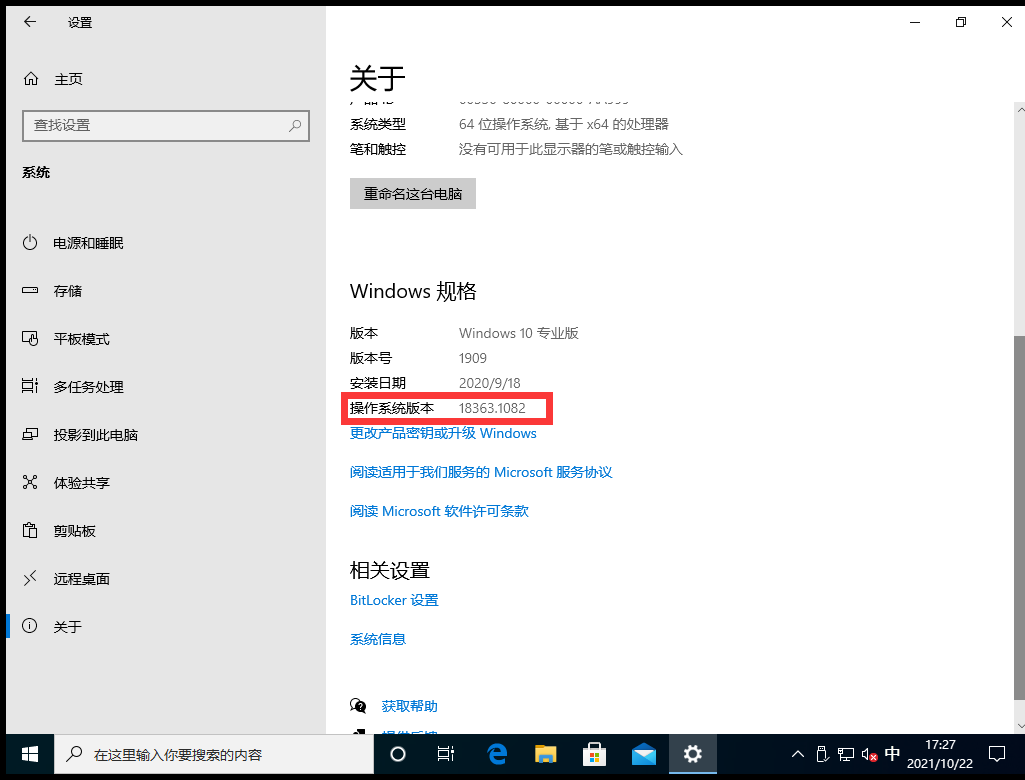 设置
主页
查找设置
系统
电源和睡眠
存储
平板模式
多任务处理
投影到此电脑
体验共享
剪贴板
远程桌面
关于
关于
系统类型 64 位操作系统, 基于 x64 的处理器
笔和触控 没有可用于此显示器的笔或触控输入
重命名这台电脑
Windows 规格
版本 Windows 10 专业版
版本号 1909
安装日期 2020/9/18
操作系统版本 18363.1082
更改产品密钥或升级 Windows
阅读适用于我们服务的 Microsoft 服务协议
阅读 Microsoft 软件许可条款
相关设置
BitLocker 设置
系统信息
获取帮助
在这里输入你要搜索的内容
中
17:27
2021/10/22